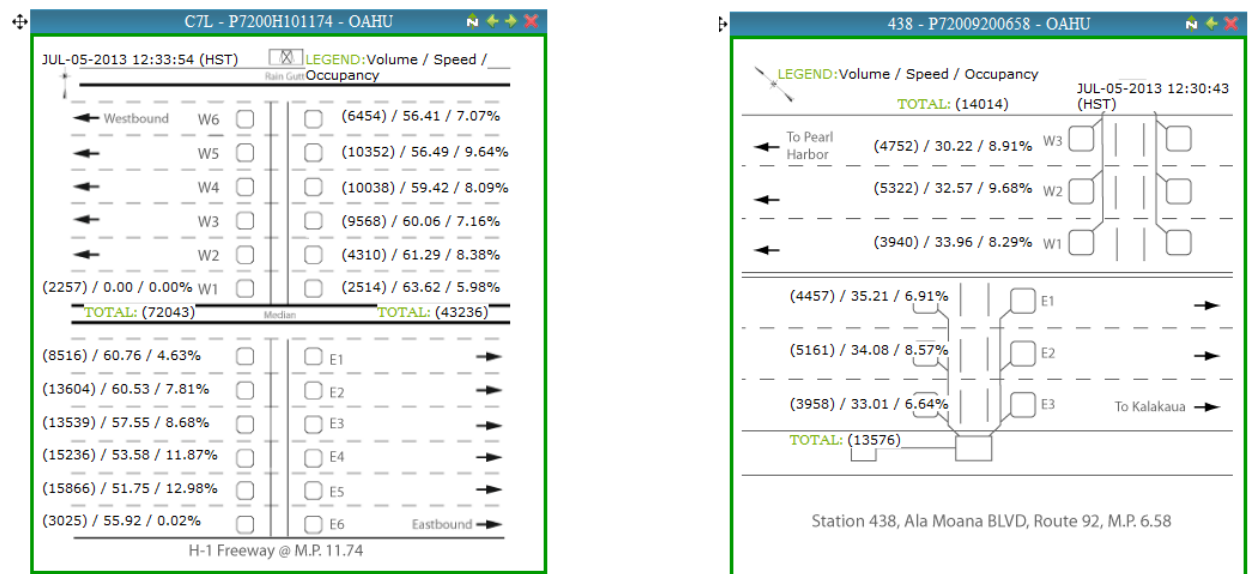 C7L - P7200H101174 - OAHU
N
JUL-05-2013 12:33:54 (HST)
LEGEND:Volume / Speed /
Rain Gutt Occupancy
Westbound W6 (6454) / 56.41 / 7.07%
W5 (10352) / 56.49 / 9.64%
W4 (10038) / 59.42 / 8.09%
W3 (9568) / 60.06 / 7.16%
W2 (4310) / 61.29 / 8.38%
(2257) / 0.00 / 0.00% W1 (2514) / 63.62 / 5.98%
TOTAL: (72043) Median TOTAL: (43236)
(8516) / 60.76 / 4.63% E1
(13604) / 60.53 / 7.81% E2
(13539) / 57.55 / 8.68% E3
(15236) / 53.58 / 11.87% E4
(15866) / 51.75 / 12.98% E5
(3025) / 55.92 / 0.02% E6 Eastbound
H-1 Freeway @ M.P. 11.74
438 - P72009200658 - OAHU
N
LEGEND:Volume / Speed / Occupancy
JUL-05-2013 12:30:43
(HST)
TOTAL: (14014)
To Pearl
Harbor
(4752) / 30.22 / 8.91% W3
(5322) / 32.57 / 9.68% W2
(3940) / 33.96 / 8.29% W1
(4457) / 35.21 / 6.91% E1
(5161) / 34.08 / 8.57% E2
(3958) / 33.01 / 6.64% E3 To Kalakaua
TOTAL: (13576)
Station 438, Ala Moana BLVD, Route 92, M.P. 6.58